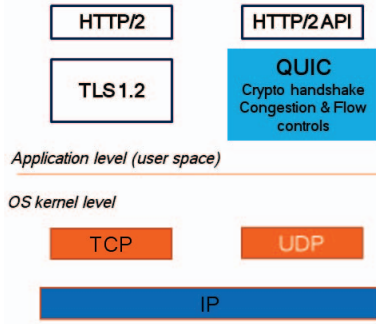 HTTP/2
HTTP/2 API
TLS1.2
QUIC
Crypto handshake
Congestion & Flow
controls
Application level (user space)
OS kernel level
TCP
UDP
IP